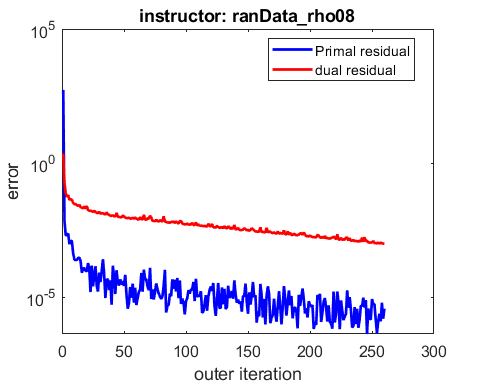 instructor: ranData_rho08
Primal residual
dual residual
error
10^5
10^0
10^-5
0 50 100 150 200 250 300
outer iteration